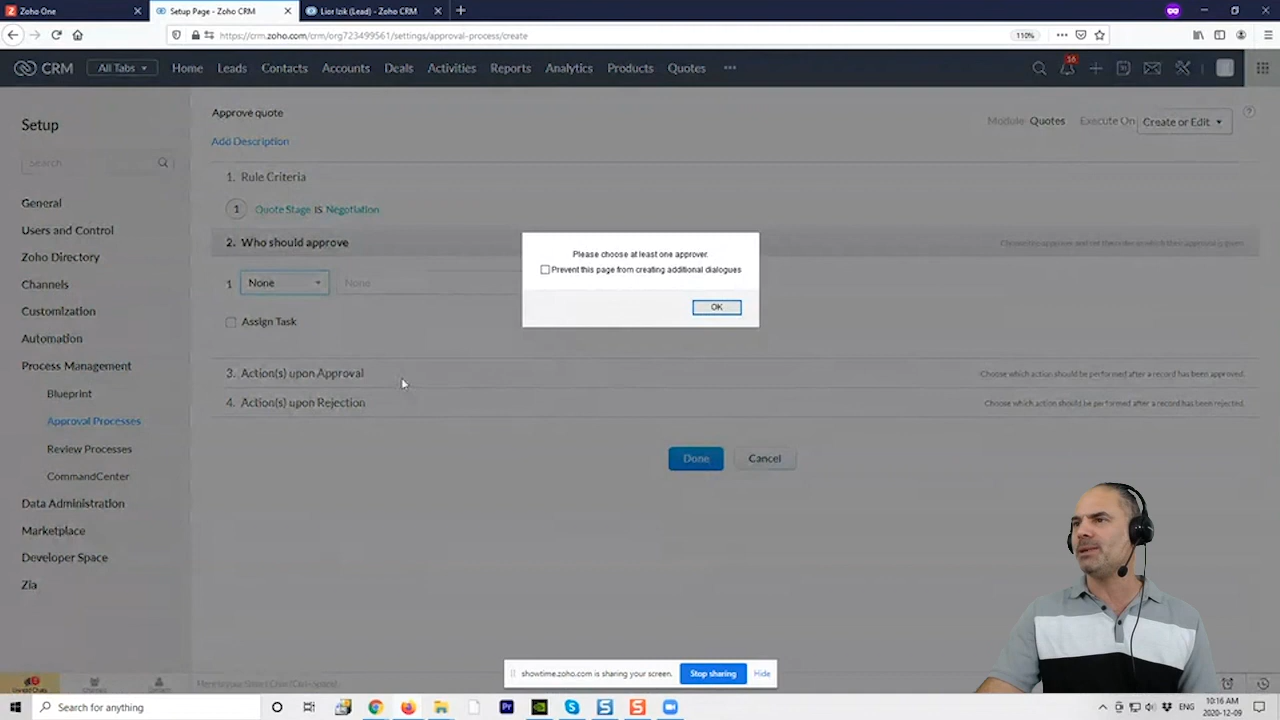 Zoho One
Setup Page - Zoho CRM
Lior Izik (Lead) - Zoho CRM
https://crm.zoho.com/crm/org723499561/settings/approval-process/create
110%
CRM
All Tabs
Home
Leads
Contacts
Accounts
Deals
Activities
Reports
Analytics
Products
Quotes
16
Setup
Search
General
Users and Control
Zoho Directory
Channels
Customization
Automation
Process Management
Blueprint
Approval Processes
Review Processes
CommandCenter
Data Administration
Marketplace
Developer Space
Zia
Approve quote
Add Description
Module: Quotes
Execute On
Create or Edit
?
1. Rule Criteria
1 Quote Stage IS Negotiation
2. Who should approve
1 None
None
Assign Task
3. Action(s) upon Approval
Choose which action should be performed after a record has been approved.
4. Action(s) upon Rejection
Choose which action should be performed after a record has been rejected.
Done
Cancel
Please choose at least one approver.
Prevent this page from creating additional dialogues
OK
showtime.zoho.com is sharing your screen.
Stop sharing
Hide
Search for anything
ENG
10:16 AM
2020-12-09